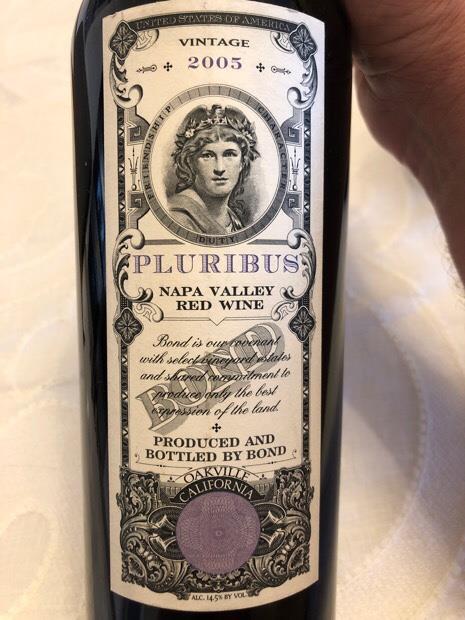 UNITED STATES OF AMERICA
VINTAGE
2005
FRIENDSHIP
CHARACTER
DUTY
PLURIBUS
NAPA VALLEY
RED WINE
Bond is our covenant
with select vineyard estates
and shared commitment to
produce only the best
expression of the land.
BOND
PRODUCED AND
BOTTLED BY BOND
OAKVILLE
CALIFORNIA
ALC. 14.5% BY VOL.